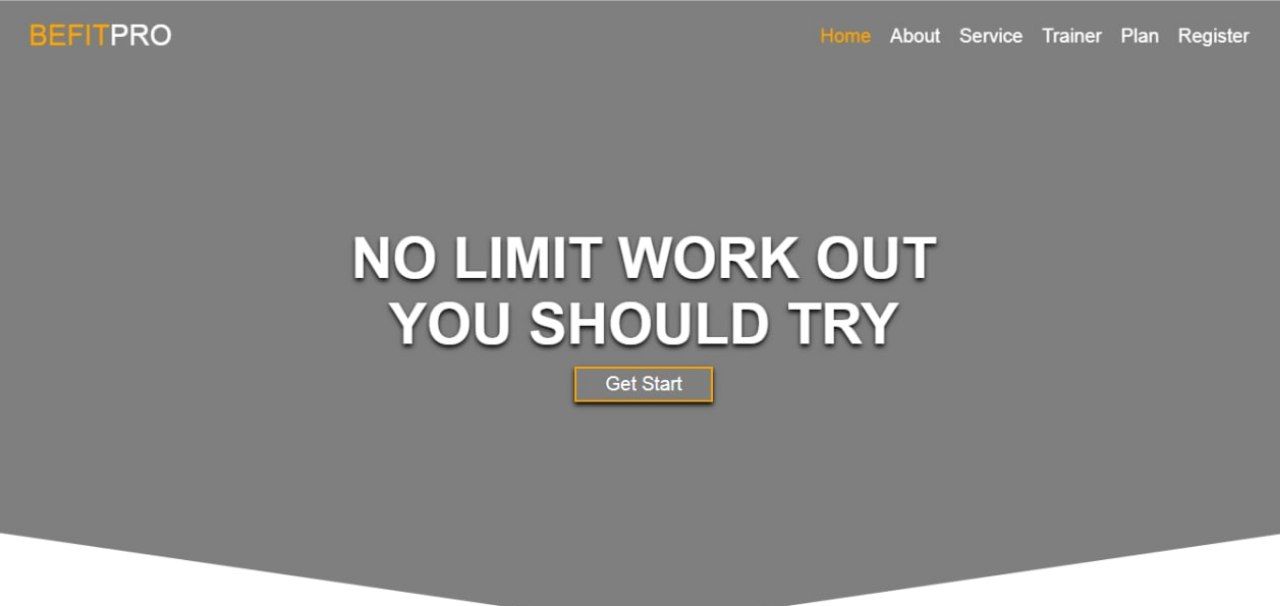 BEFITPRO
Home About Service Trainer Plan Register
NO LIMIT WORK OUT
YOU SHOULD TRY
Get Start